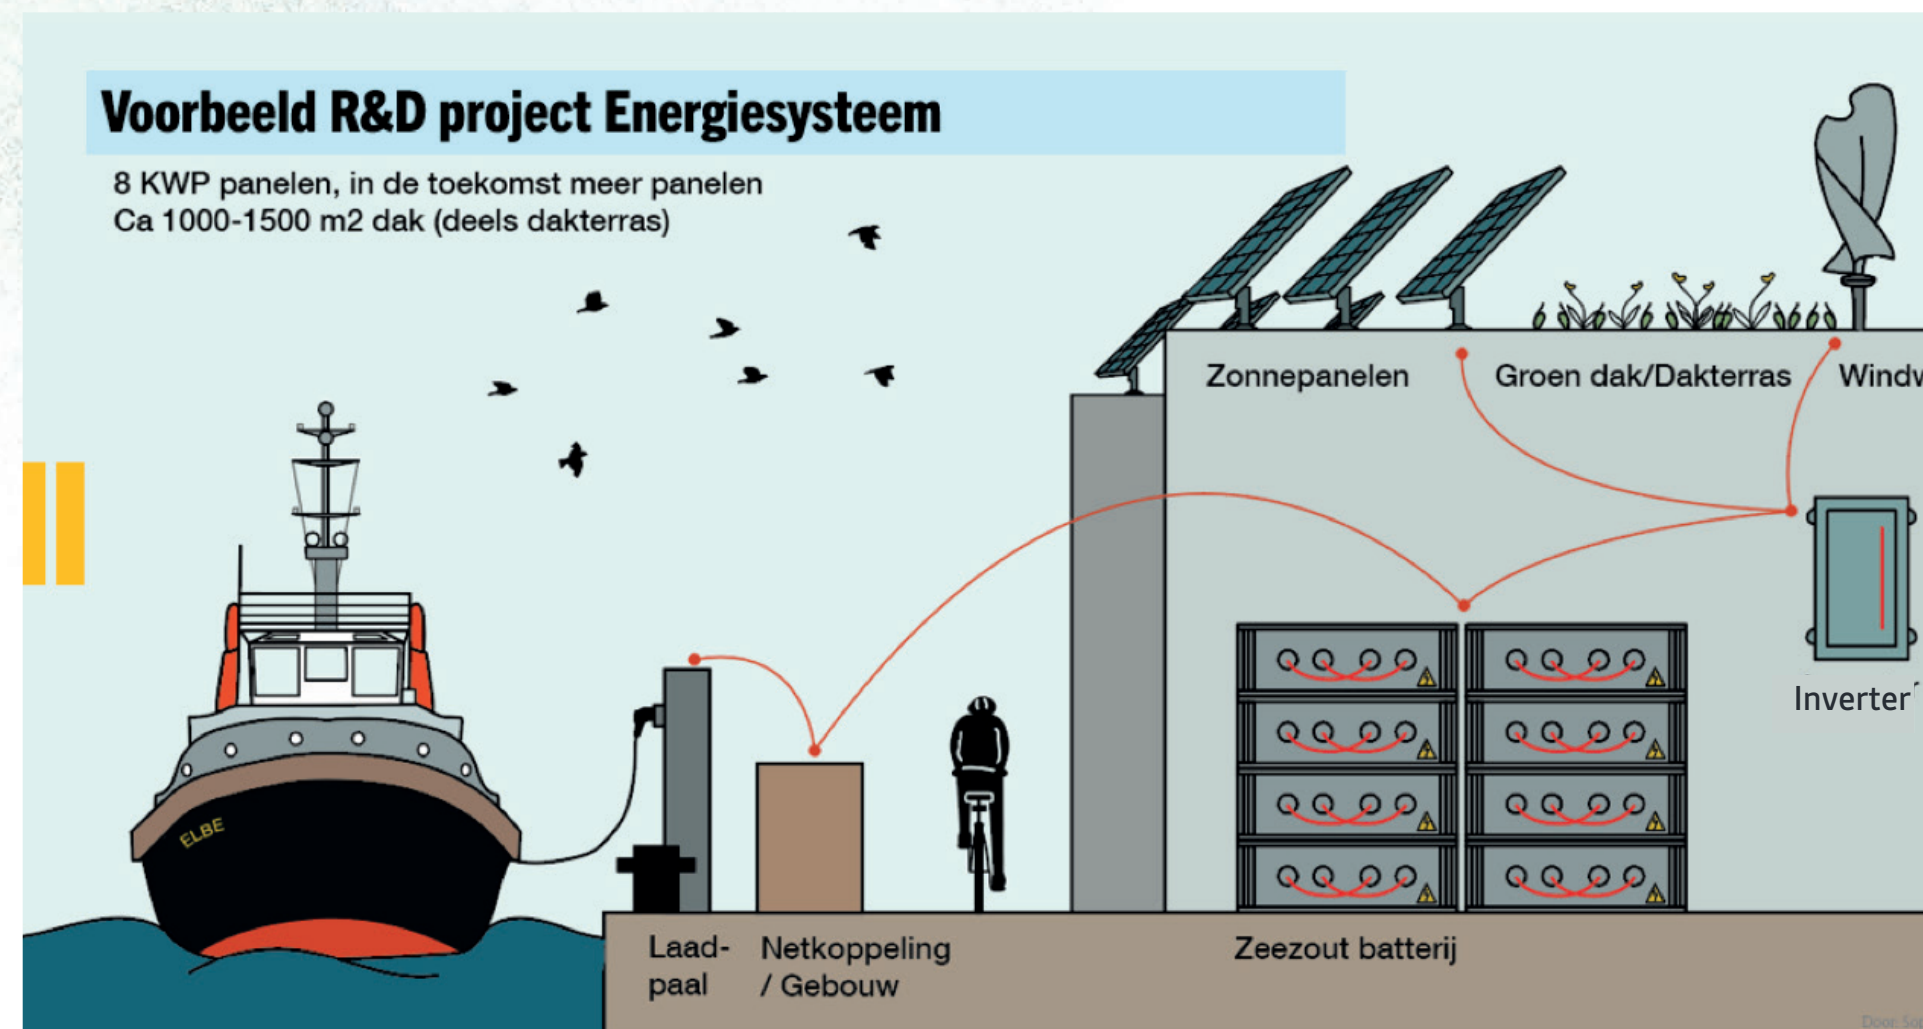 Voorbeeld R&D project Energiesysteem
8 KWP panelen, in de toekomst meer panelen
Ca 1000-1500 m2 dak (deels dakterras)
Zonnepanelen
Groen dak/Dakterras
Inverter
ELBE
Laad-
paal
Netkoppeling
/ Gebouw
Zeezout batterij
Door: